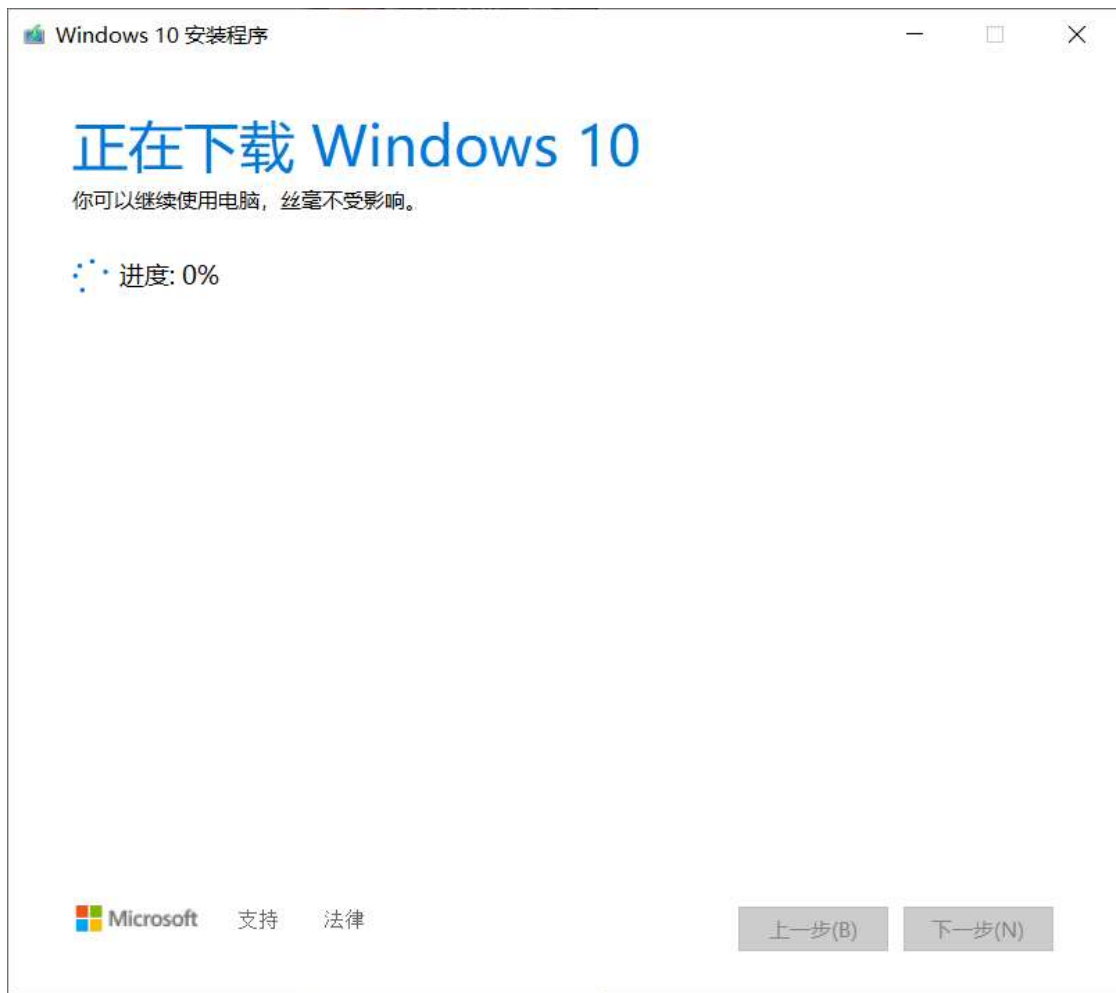 Windows 10 安装程序
正在下载 Windows 10
你可以继续使用电脑，丝毫不受影响。
进度: 0%
Microsoft 支持 法律
上一步(B) 下一步(N)